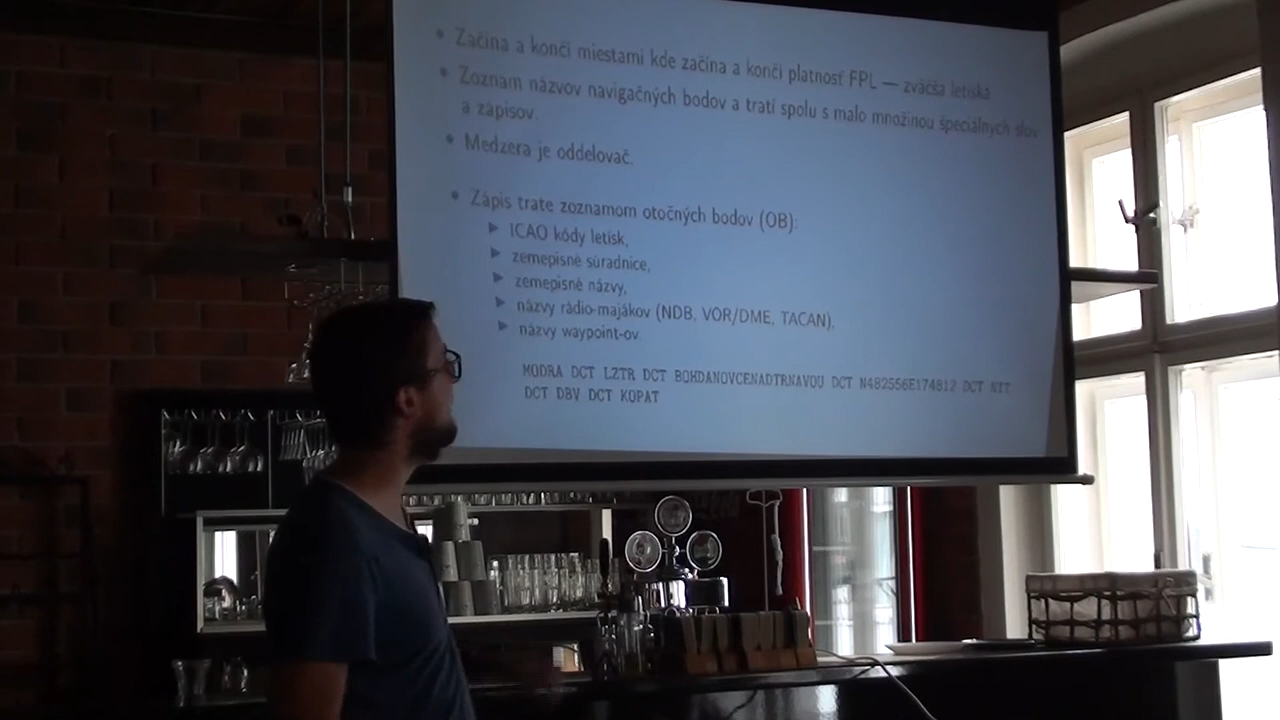 • Začína a končí miestami kde začína a končí platnosť FPL — zväčša letiská
• Zoznam názvov navigačných bodov a tratí spolu s malo množinou špeciálnych slov
a zápisov.
• Medzera je oddelovač.
• Zápis trate zoznamom otočných bodov (OB):
▶ ICAO kódy letísk,
▶ zemepisné súradnice,
▶ zemepisné názvy,
▶ názvy rádio-majákov (NDB, VOR/DME, TACAN),
▶ názvy waypoint-ov
MODRA DCT LZTR DCT BOHDANOVCENADTRNAVOU DCT N482556E174812 DCT NIT
DCT DBV DCT KOPAT